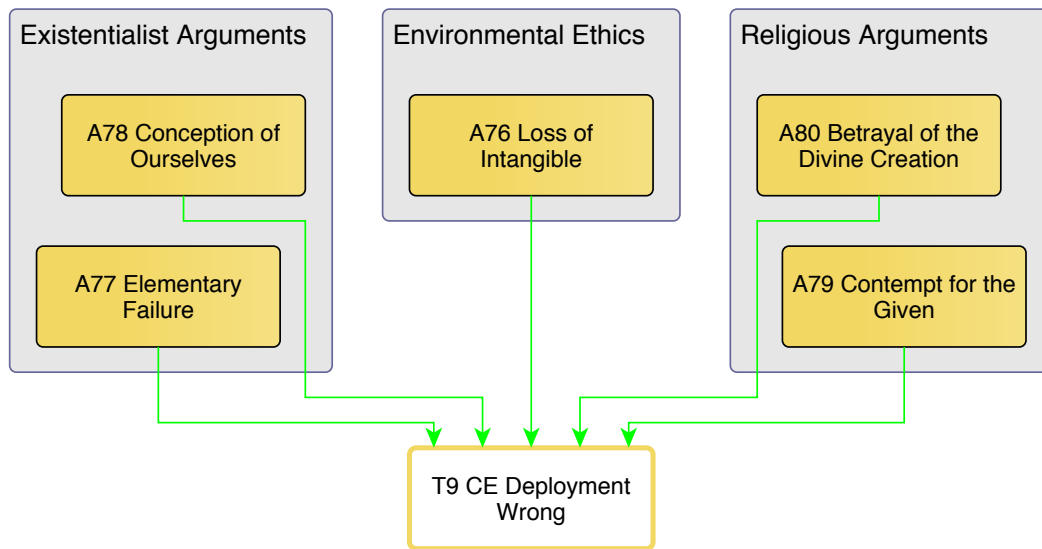 Existentialist Arguments
A78 Conception of
Ourselves
A77 Elementary
Failure
Environmental Ethics
A76 Loss of
Intangible
Religious Arguments
A80 Betrayal of the
Divine Creation
A79 Contempt for the
Given
T9 CE Deployment
Wrong